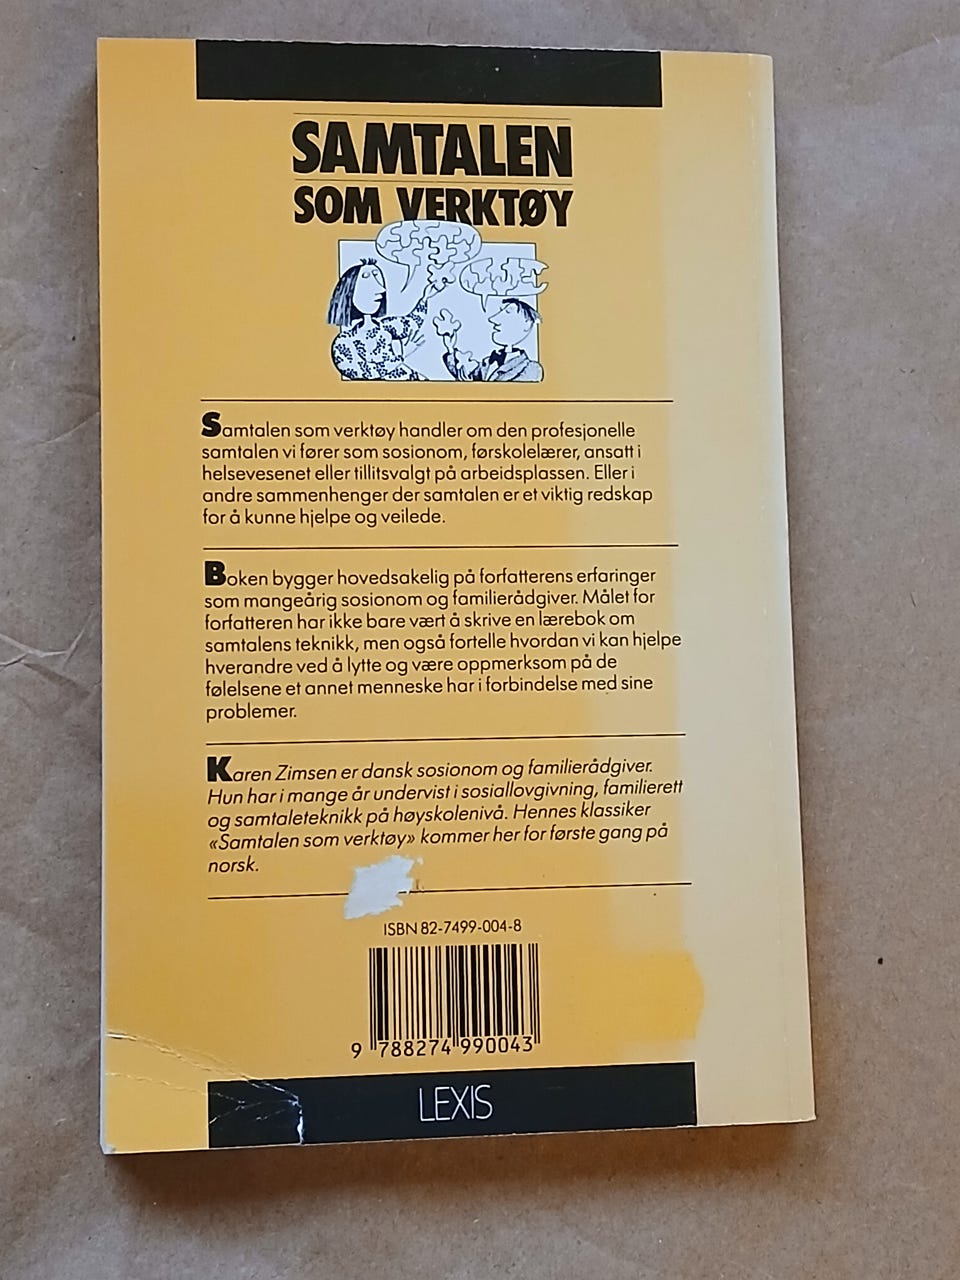 SAMTALEN
SOM VERKTØY
Samtalen som verktøy handler om den profesjonelle
samtalen vi fører som sosionom, førskolelærer, ansatt i
helsevesenet eller tillitsvalgt på arbeidsplassen. Eller i
andre sammenhenger der samtalen er et viktig redskap
for å kunne hjelpe og veilede.
Boken bygger hovedsakelig på forfatterens erfaringer
som mangeårig sosionom og familierådgiver. Målet for
forfatteren har ikke bare vært å skrive en lærebok om
samtalens teknikk, men også fortelle hvordan vi kan hjelpe
hverandre ved å lytte og være oppmerksom på de
følelsene et annet menneske har i forbindelse med sine
problemer.
Karen Zimsen er dansk sosionom og familierådgiver.
Hun har i mange år undervist i sosiallovgivning, familierett
og samtaleteknikk på høyskolenivå. Hennes klassiker
«Samtalen som verktøy» kommer her for første gang på
norsk.
ISBN 82-7499-004-8
9 788274 990043
LEXIS